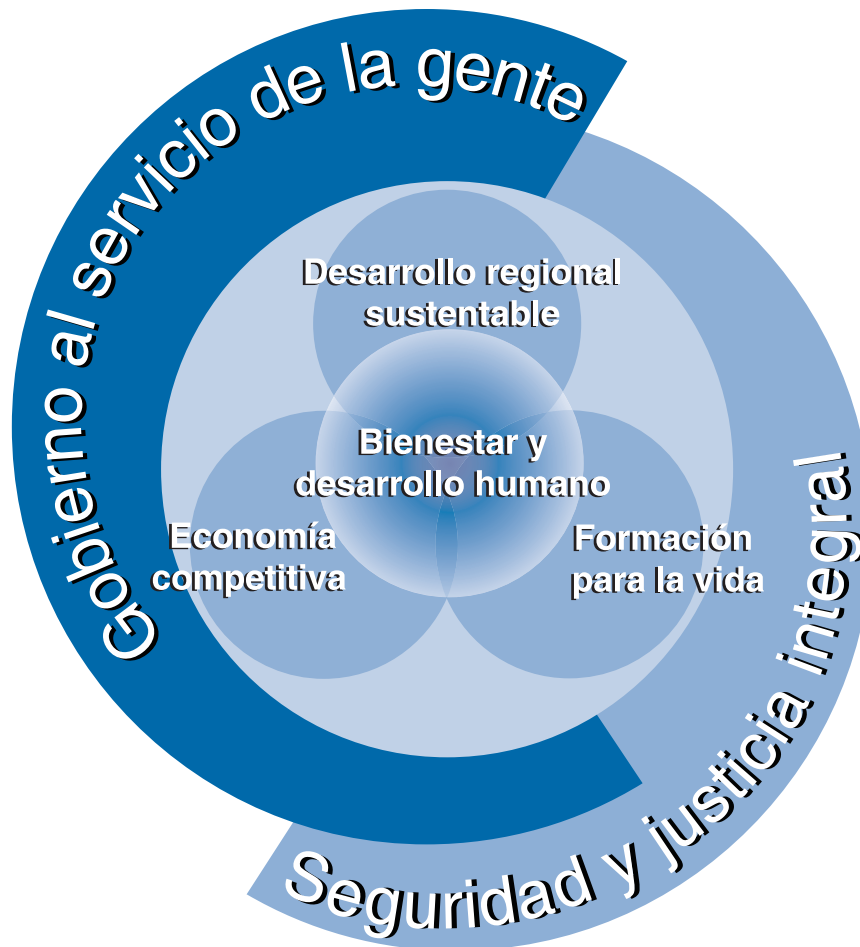 Gobierno al servicio de la gente
Desarrollo regional
sustentable
Bienestar y
desarrollo humano
Economía
competitiva
Formación
para la vida
Seguridad y justicia integral